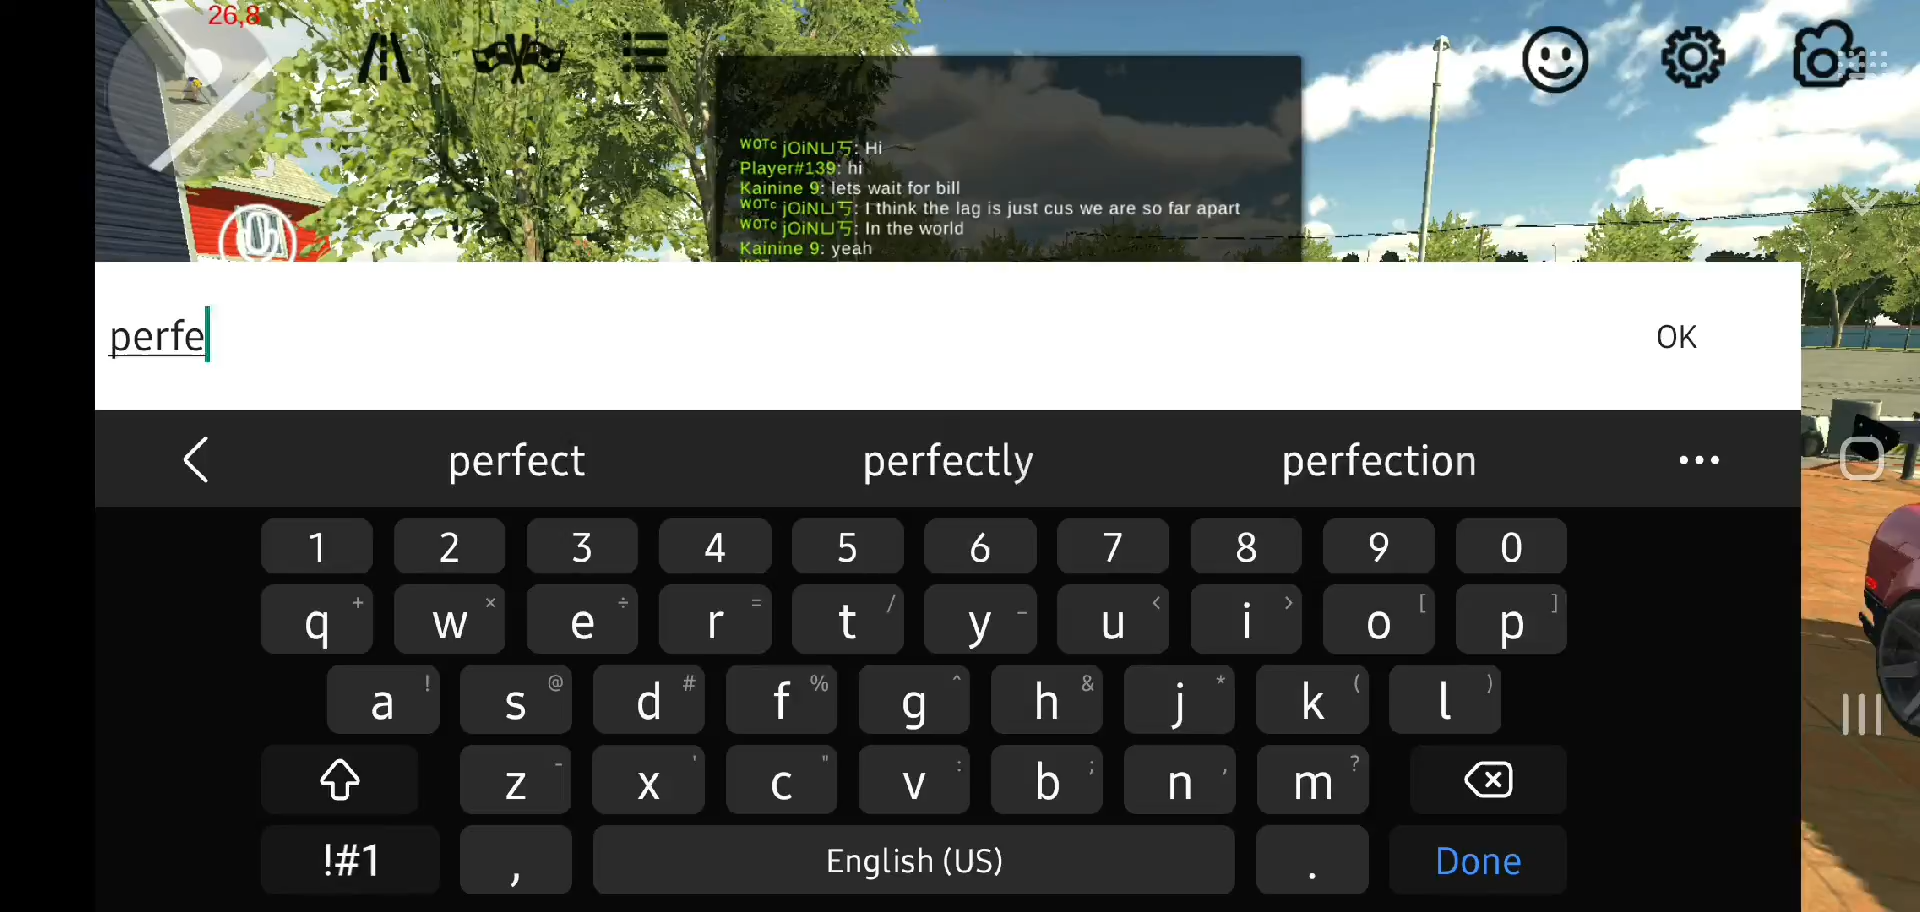 26,8
WOTC jOiNㄩ丂: Hi
Player#139: hi
Kainine 9: lets wait for bill
WOTC jOiNㄩ丂: I think the lag is just cus we are so far apart
WOTC jOiNㄩ丂: In the world
Kainine 9: yeah
perfe
OK
perfect perfectly perfection ...
1 2 3 4 5 6 7 8 9 0
q + w × e ÷ r = t / y _ u < i > o [ p ]
a ! s @ d # f % g ^ h & j * k ( l )
z - x ' c " v : b ; n , m ?
!#1 , English (US) . Done